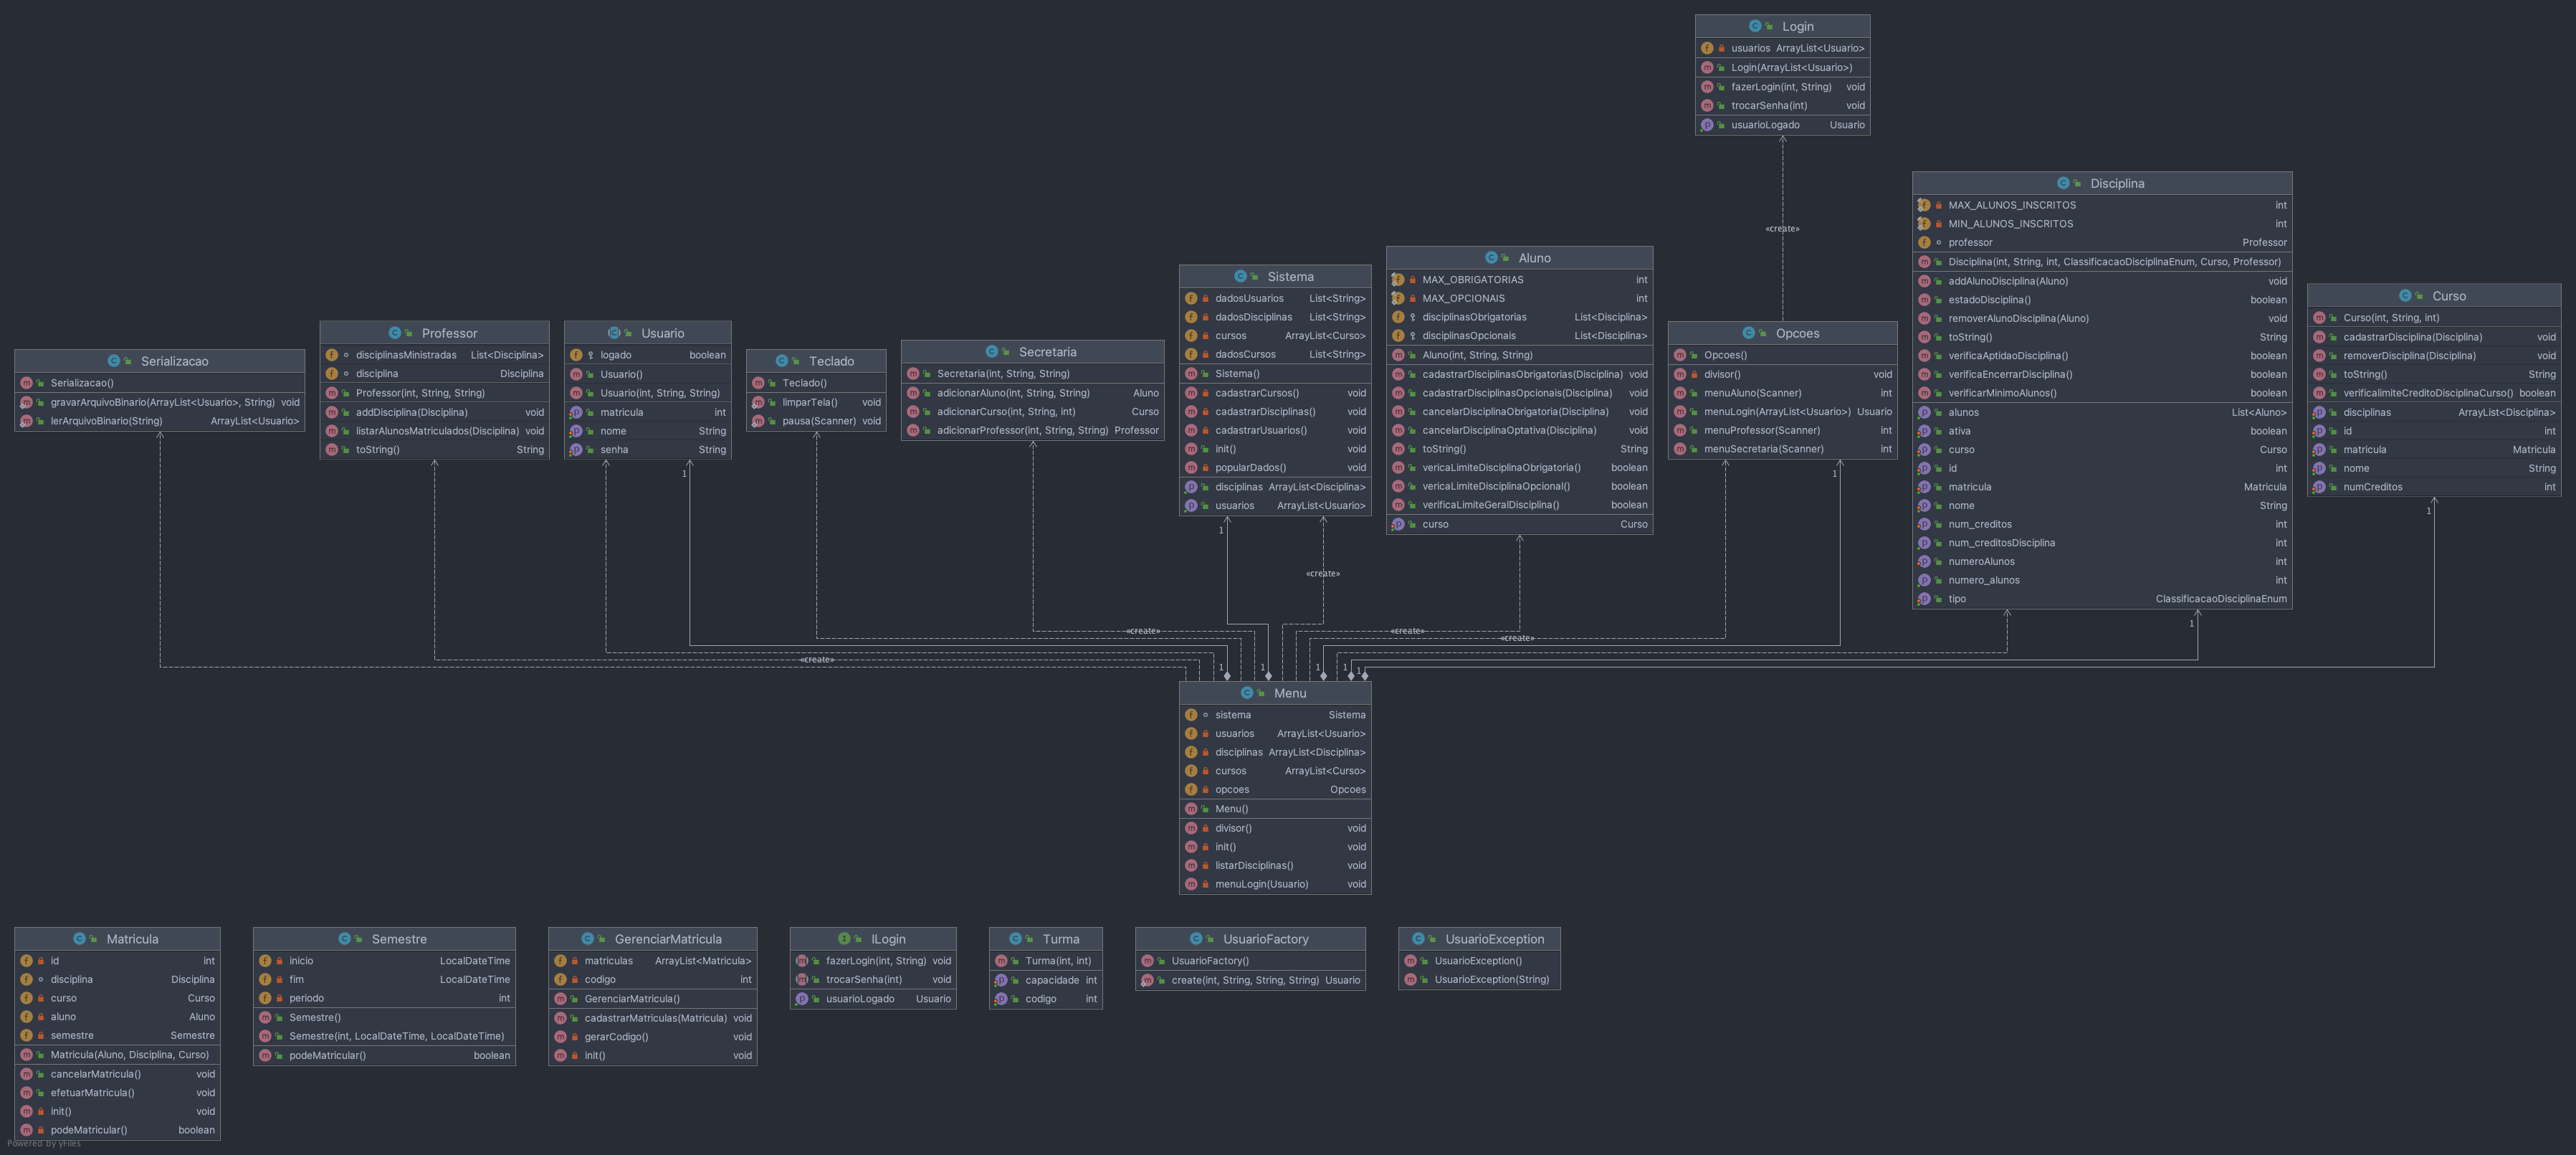 Login
usuarios ArrayList<Usuario>
Login(ArrayList<Usuario>)
fazerLogin(int, String) void
trocarSenha(int) void
usuarioLogado Usuario
«create»
Disciplina
MAX_ALUNOS_INSCRITOS int
MIN_ALUNOS_INSCRITOS int
professor Professor
Disciplina(int, String, int, ClassificacaoDisciplinaEnum, Curso, Professor)
addAlunoDisciplina(Aluno) void
estadoDisciplina() boolean
removerAlunoDisciplina(Aluno) void
toString() String
verificaAptidaoDisciplina() boolean
verificaEncerrarDisciplina() boolean
verificarMinimoAlunos() boolean
alunos List<Aluno>
ativa boolean
curso Curso
id int
matricula Matricula
nome String
num_creditos int
num_creditosDisciplina int
numeroAlunos int
numero_alunos int
tipo ClassificacaoDisciplinaEnum
Serializacao
Serializacao()
gravarArquivoBinario(ArrayList<Usuario>, String) void
lerArquivoBinario(String) ArrayList<Usuario>
Professor
disciplinasMinistradas List<Disciplina>
disciplina Disciplina
Professor(int, String, String)
addDisciplina(Disciplina) void
listarAlunosMatriculados(Disciplina) void
toString() String
Usuario
logado boolean
Usuario()
Usuario(int, String, String)
matricula int
nome String
senha String
Teclado
Teclado()
limparTela() void
pausa(Scanner) void
Secretaria
Secretaria(int, String, String)
adicionarAluno(int, String, String) Aluno
adicionarCurso(int, String, int) Curso
adicionarProfessor(int, String, String) Professor
Sistema
dadosUsuarios List<String>
dadosDisciplinas List<String>
cursos ArrayList<Curso>
dadosCursos List<String>
Sistema()
cadastrarCursos() void
cadastrarDisciplinas() void
cadastrarUsuarios() void
init() void
popularDados() void
disciplinas ArrayList<Disciplina>
usuarios ArrayList<Usuario>
Aluno
MAX_OBRIGATORIAS int
MAX_OPCIONAIS int
disciplinasObrigatorias List<Disciplina>
disciplinasOpcionais List<Disciplina>
Aluno(int, String, String)
cadastrarDisciplinasObrigatorias(Disciplina) void
cadastrarDisciplinasOpcionais(Disciplina) void
cancelarDisciplinaObrigatoria(Disciplina) void
cancelarDisciplinaOptativa(Disciplina) void
toString() String
vericaLimiteDisciplinaObrigatoria() boolean
vericaLimiteDisciplinaOpcional() boolean
verificaLimiteGeralDisciplina() boolean
curso Curso
Opcoes
Opcoes()
divisor() void
menuAluno(Scanner) int
menuLogin(ArrayList<Usuario>) Usuario
menuProfessor(Scanner) int
menuSecretaria(Scanner) int
Curso
Curso(int, String, int)
cadastrarDisciplina(Disciplina) void
removerDisciplina(Disciplina) void
toString() String
verificalimiteCreditoDisciplinaCurso() boolean
disciplinas ArrayList<Disciplina>
id int
matricula Matricula
nome String
numCreditos int
1
1
1
1
1
«create»
«create»
«create»
«create»
«create»
1
1
1
1
1
Menu
sistema Sistema
usuarios ArrayList<Usuario>
disciplinas ArrayList<Disciplina>
cursos ArrayList<Curso>
opcoes Opcoes
Menu()
divisor() void
init() void
listarDisciplinas() void
menuLogin(Usuario) void
Matricula
id int
disciplina Disciplina
curso Curso
aluno Aluno
semestre Semestre
Matricula(Aluno, Disciplina, Curso)
cancelarMatricula() void
efetuarMatricula() void
init() void
podeMatricular() boolean
Semestre
inicio LocalDateTime
fim LocalDateTime
periodo int
Semestre()
Semestre(int, LocalDateTime, LocalDateTime)
podeMatricular() boolean
GerenciarMatricula
matriculas ArrayList<Matricula>
codigo int
GerenciarMatricula()
cadastrarMatriculas(Matricula) void
gerarCodigo() void
init() void
ILogin
fazerLogin(int, String) void
trocarSenha(int) void
usuarioLogado Usuario
Turma
Turma(int, int)
capacidade int
codigo int
UsuarioFactory
UsuarioFactory()
create(int, String, String, String) Usuario
UsuarioException
UsuarioException()
UsuarioException(String)
Powered by yFiles